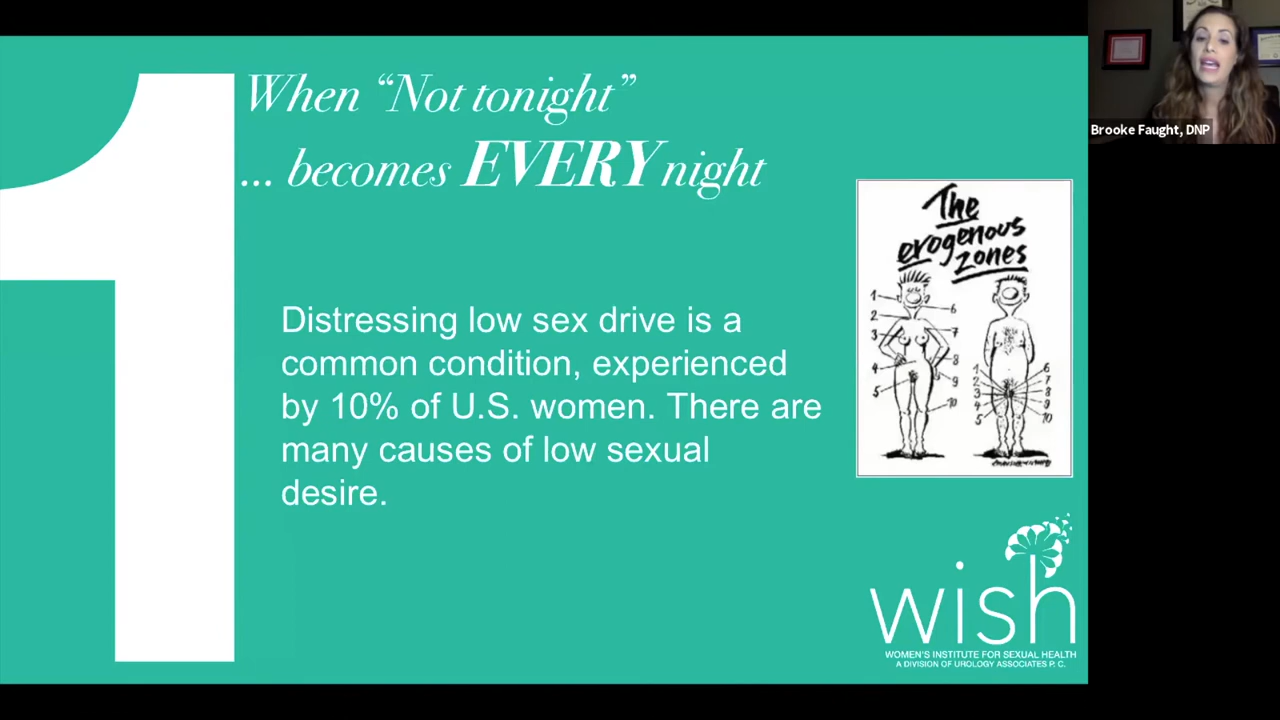 1
When “Not tonight”
... becomes EVERY night
Distressing low sex drive is a
common condition, experienced
by 10% of U.S. women. There are
many causes of low sexual
desire.
The
erogenous
zones
1
2
3
4
5
6
7
8
9
10
1
2
3
4
5
6
7
8
9
10
wish
WOMEN'S INSTITUTE FOR SEXUAL HEALTH
A DIVISION OF UROLOGY ASSOCIATES P. C.
Brooke Faught, DNP